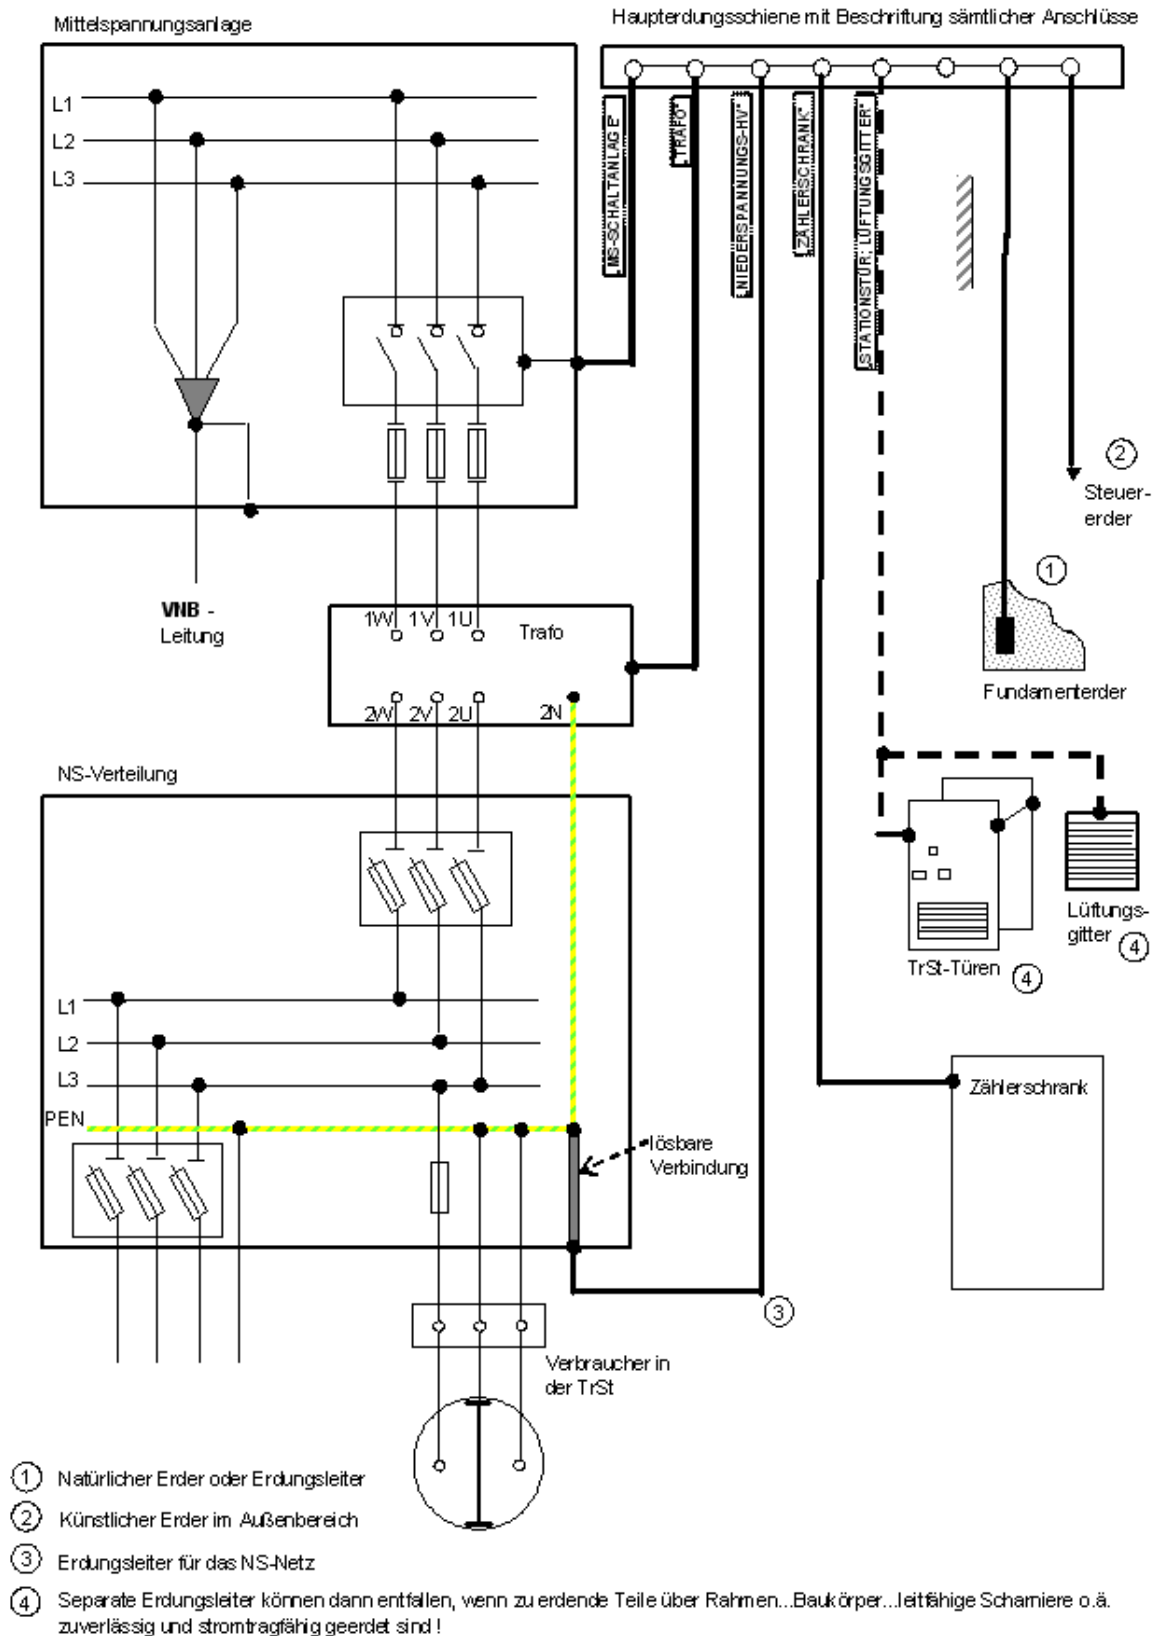 Mittelspannungsanlage
Haupterdungsschiene mit Beschriftung sämtlicher Anschlüsse
L1
L2
L3
„MS-SCHALTANLAGE"
„TRAFO"
„NIEDERSPANNUNGS-HV"
„ZÄHLERSCHRANK"
„STATIONSTÜR; LÜFTUNGSGITTER"
2
Steuer-
erder
1
Fundamenterder
VNB -
Leitung
1W 1V 1U
Trafo
2W 2V 2U 2N
NS-Verteilung
Lüftungs-
gitter 4
TrSt-Türen 4
L1
L2
L3
PEN
Zählerschrank
lösbare
Verbindung
3
Verbraucher in
der TrSt
1 Natürlicher Erder oder Erdungsleiter
2 Künstlicher Erder im Außenbereich
3 Erdungsleiter für das NS-Netz
4 Separate Erdungsleiter können dann entfallen, wenn zu erdende Teile über Rahmen...Baukörper...leitfähige Scharniere o.ä.
zuverlässig und stromtragfähig geerdet sind !